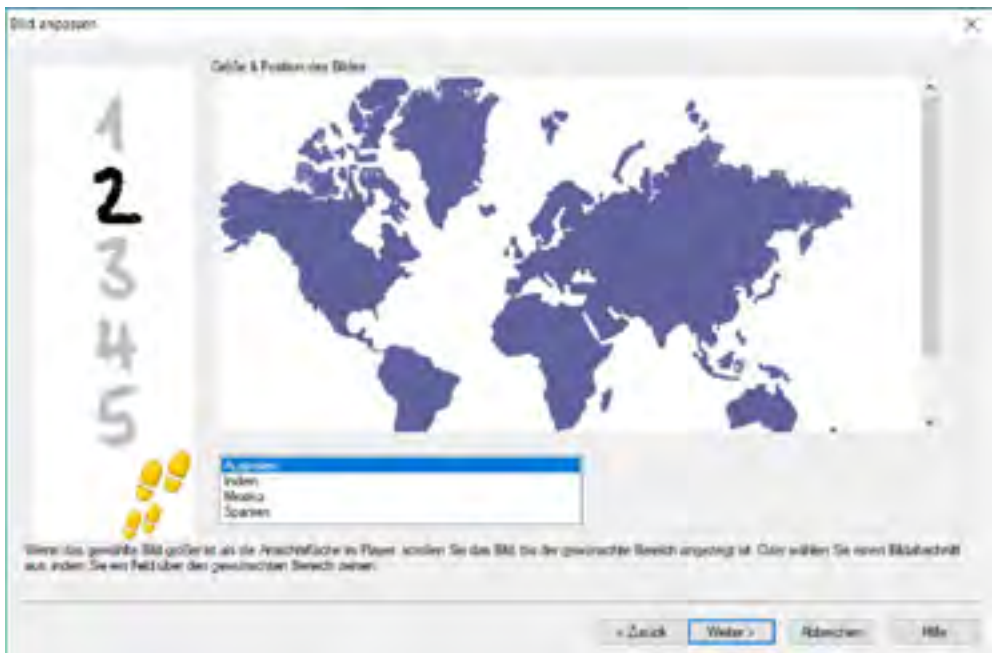 Bild anpassen
Größe & Position des Bildes
1
2
3
4
5
Indien
Mexiko
Spanien
Wenn das gewählte Bild größer ist als die Ansichtsfläche im Player, scrollen Sie das Bild, bis der gewünschte Bereich angezeigt ist. Oder wählen Sie einen Bildabschnitt
aus, indem Sie ein Feld über den gewünschten Bereich ziehen.
< Zurück
Weiter >
Abbrechen
Hilfe